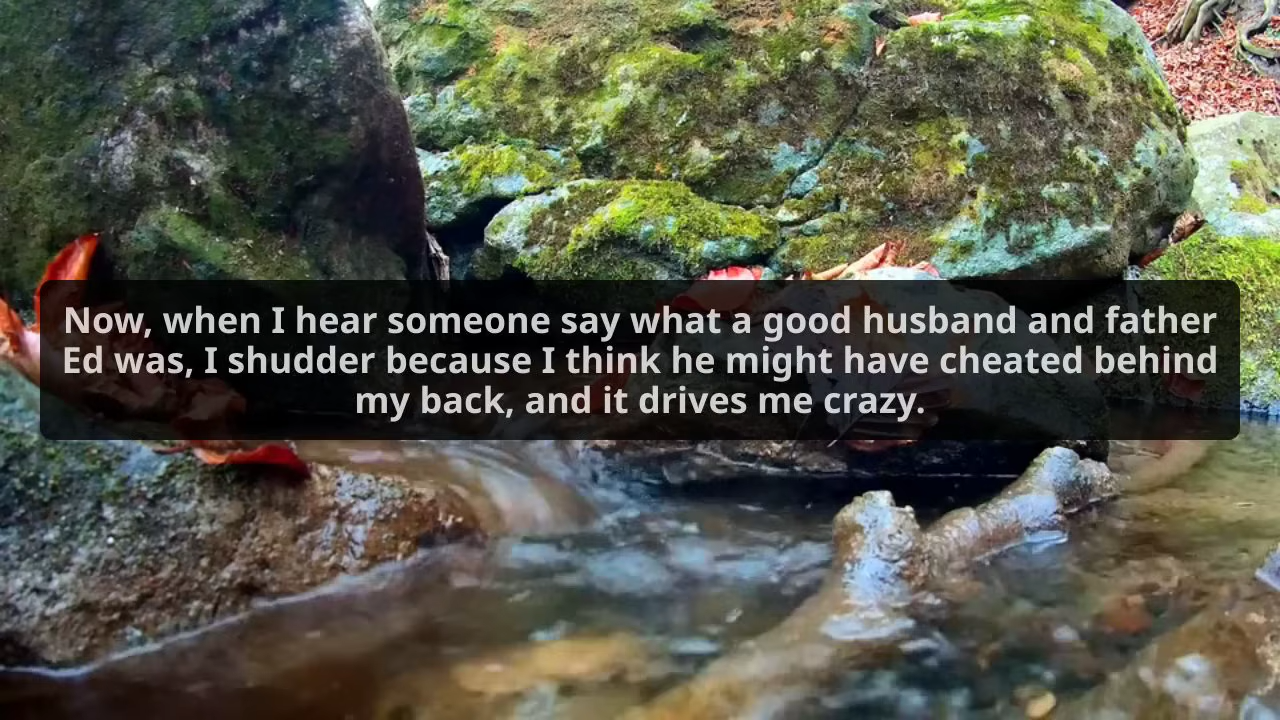 Now, when I hear someone say what a good husband and father
Ed was, I shudder because I think he might have cheated behind
my back, and it drives me crazy.